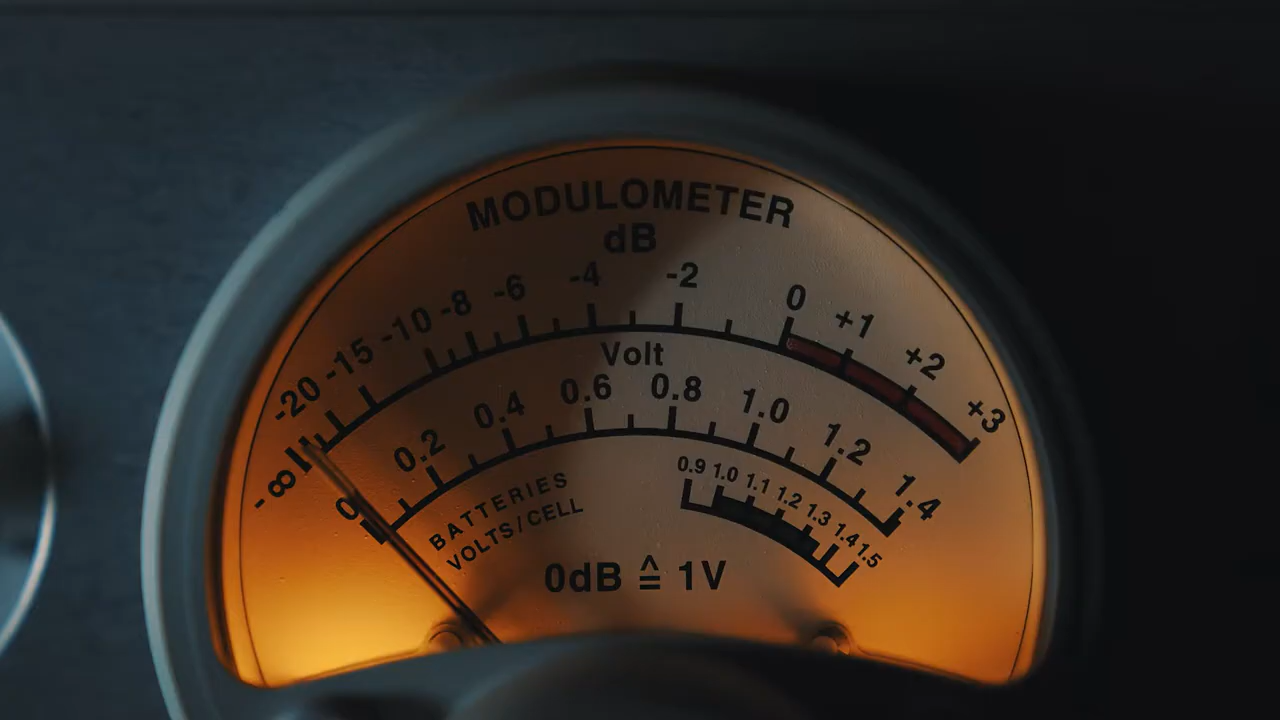 MODULOMETER
dB
-∞ -20 -15 -10 -8 -6 -4 -2 0 +1 +2 +3
Volt
0 0.2 0.4 0.6 0.8 1.0 1.2 1.4
BATTERIES
VOLTS/CELL
0.9 1.0 1.1 1.2 1.3 1.4 1.5
0dB ≙ 1V